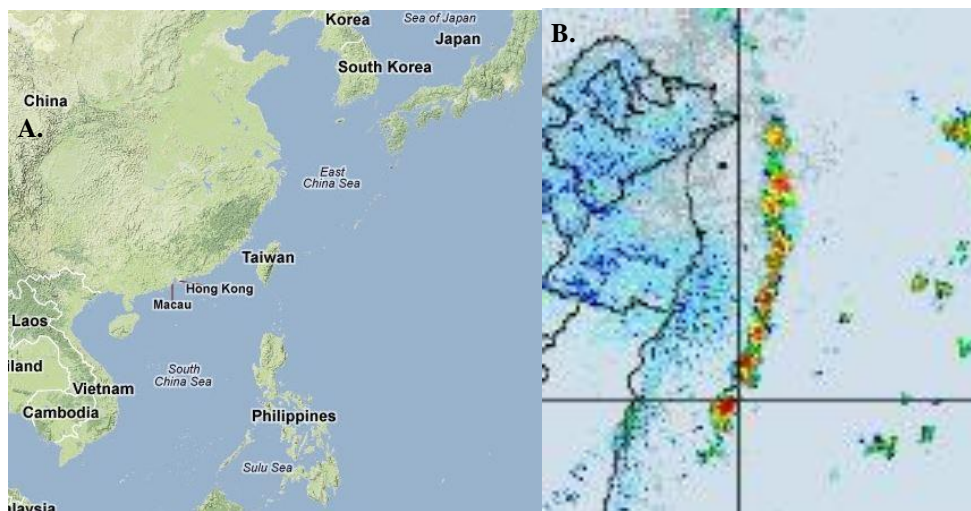 Korea
Sea of Japan
Japan
South Korea
China
A.
East
China Sea
Taiwan
Hong Kong
Macau
Laos
South
China Sea
iland
Vietnam
Cambodia
Philippines
Sulu Sea
alaysia
B.